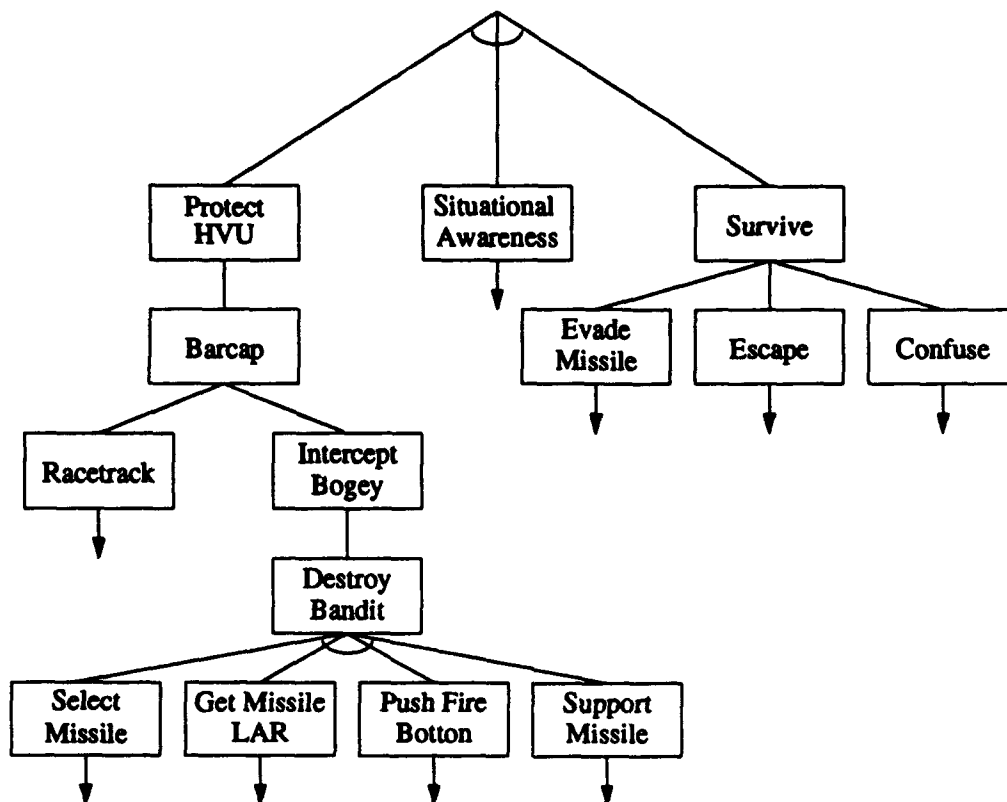 Protect
HVU
Situational
Awareness
Survive
Barcap
Evade
Missile
Escape
Confuse
Racetrack
Intercept
Bogey
Destroy
Bandit
Select
Missile
Get Missile
LAR
Push Fire
Botton
Support
Missile